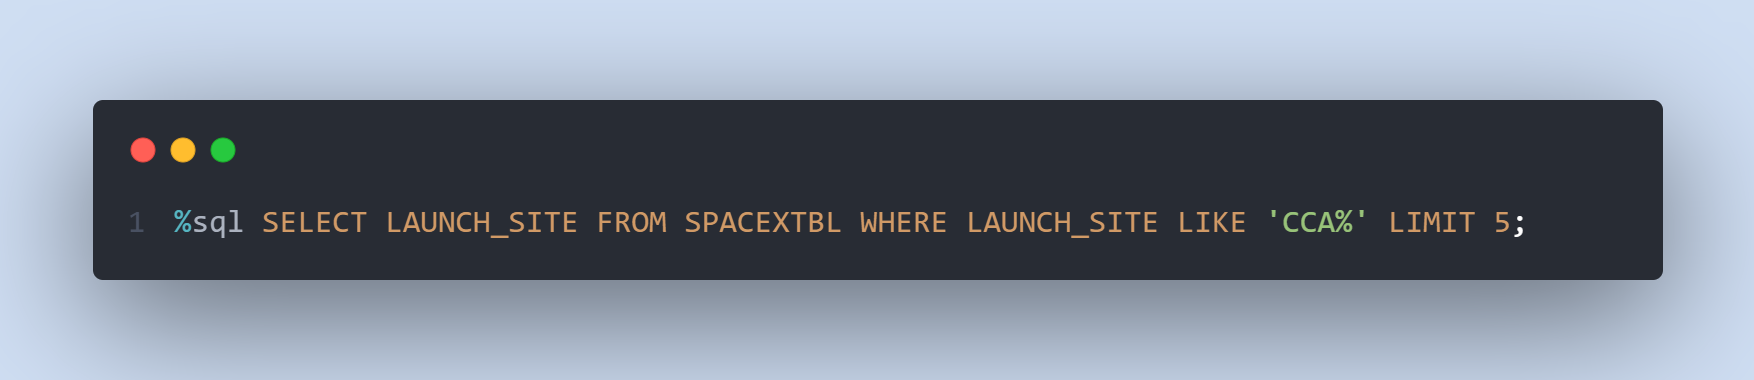 1 %sql SELECT LAUNCH_SITE FROM SPACEXTBL WHERE LAUNCH_SITE LIKE 'CCA%' LIMIT 5;